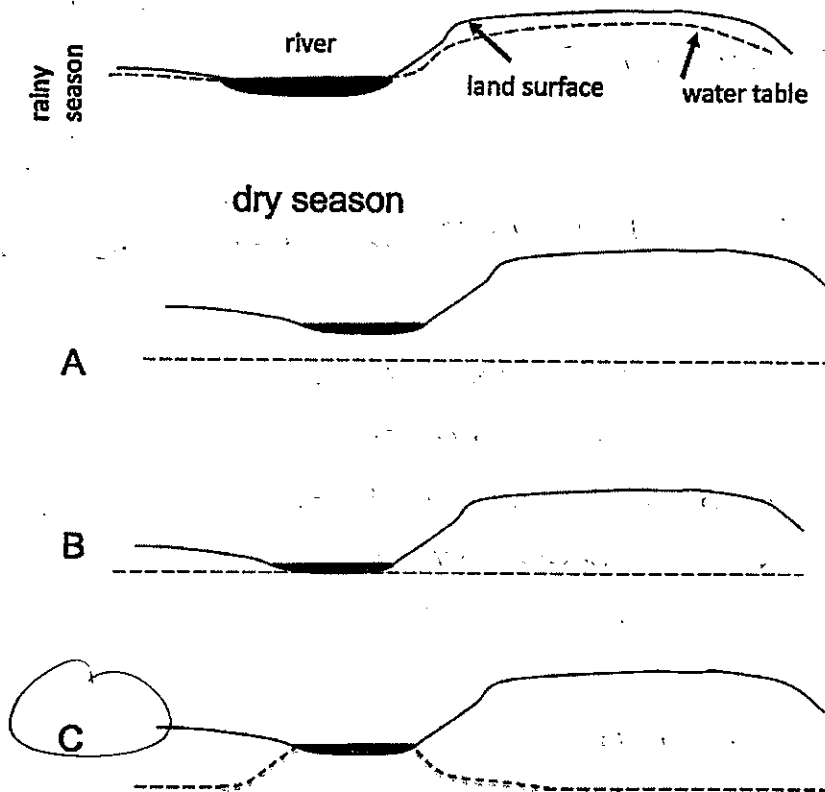 rainy
season
river
land surface
water table
dry season
A
B
C